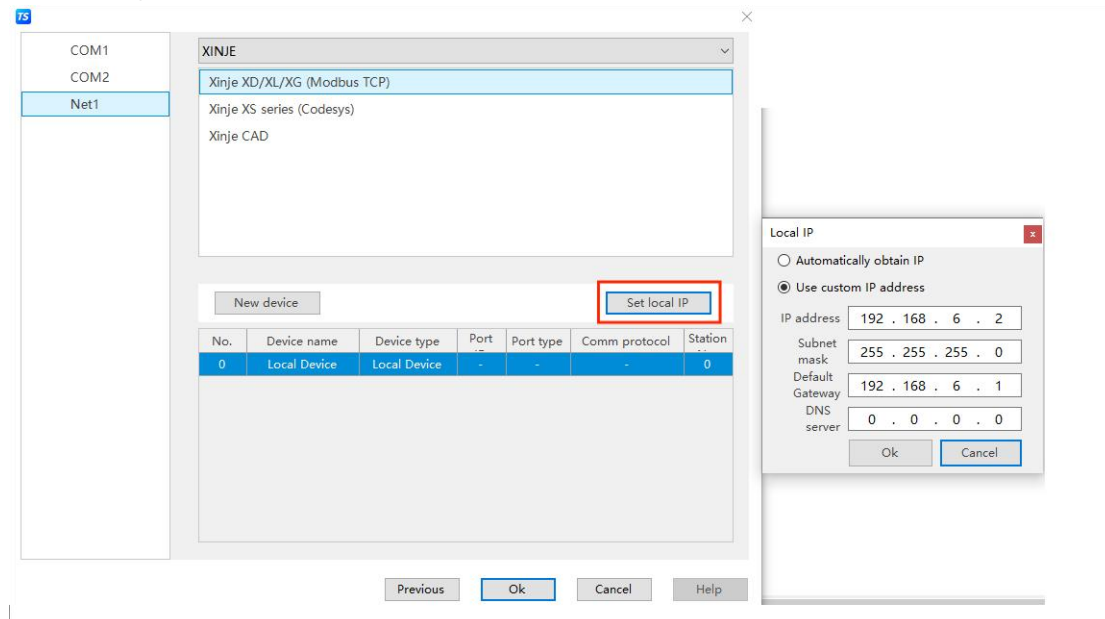 TS
COM1
COM2
Net1
XINJE
Xinje XD/XL/XG (Modbus TCP)
Xinje XS series (Codesys)
Xinje CAD
New device
Set local IP
No. Device name Device type Port Port type Comm protocol Station
0 Local Device Local Device - - - 0
Previous Ok Cancel Help
Local IP
x
Automatically obtain IP
Use custom IP address
IP address 192 . 168 . 6 . 2
Subnet mask 255 . 255 . 255 . 0
Default Gateway 192 . 168 . 6 . 1
DNS server 0 . 0 . 0 . 0
Ok Cancel